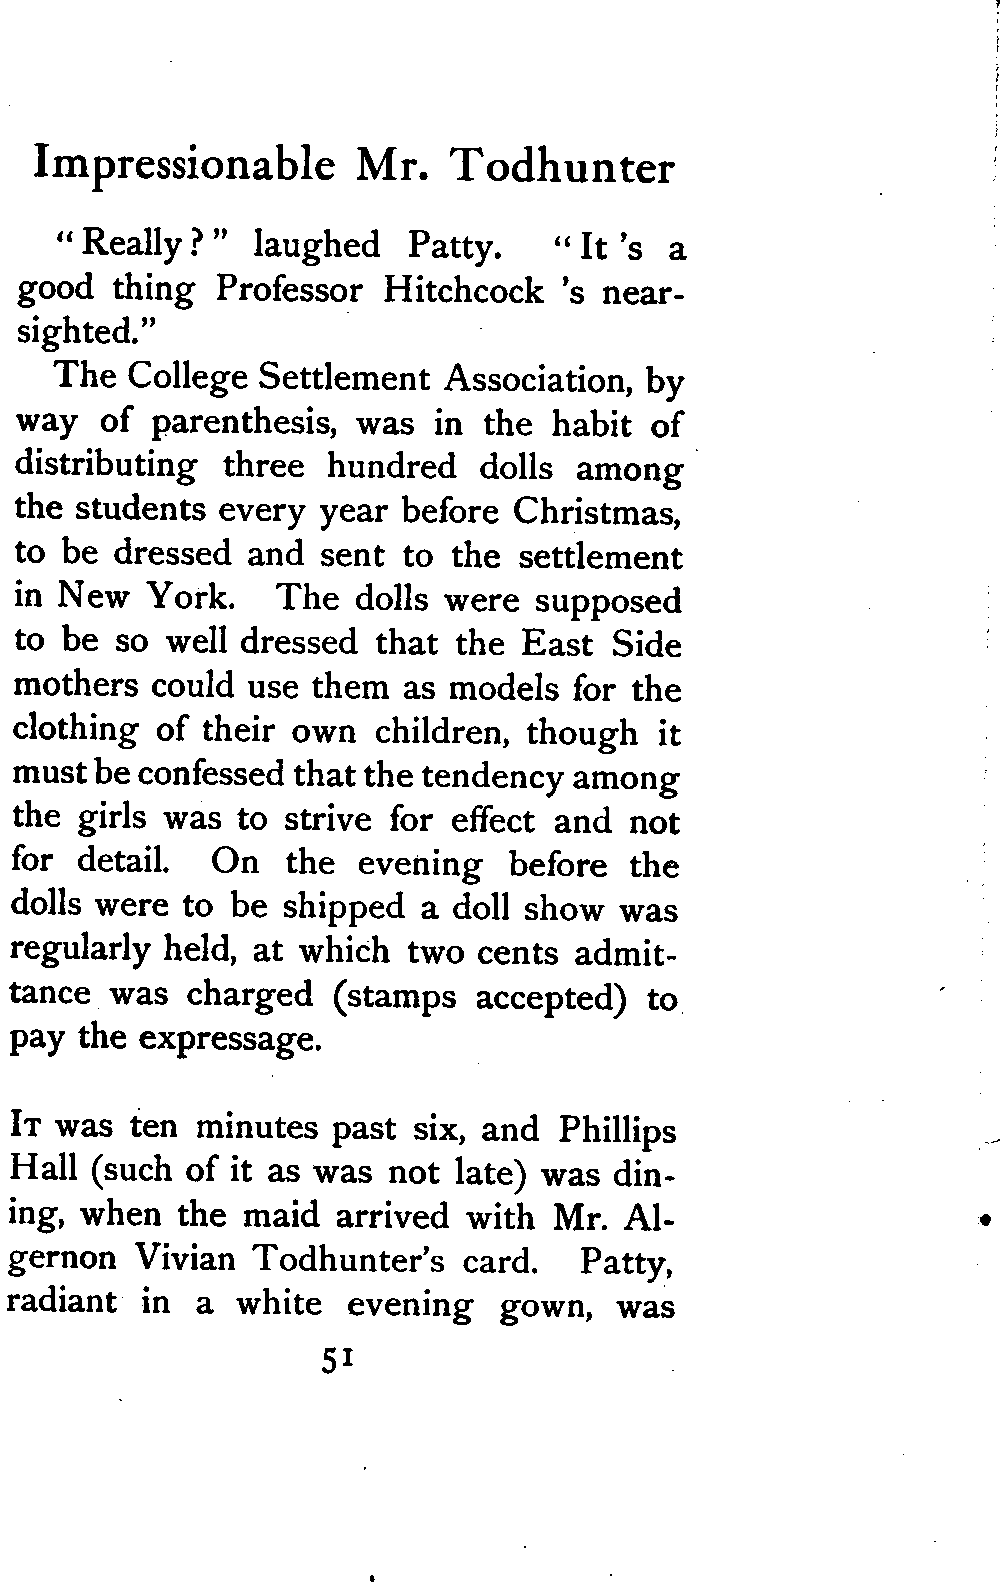 Impressionable Mr. Todhunter
“Really?” laughed Patty. “It 's a
good thing Professor Hitchcock 's near-
sighted.”
The College Settlement Association, by
way of parenthesis, was in the habit of
distributing three hundred dolls among
the students every year before Christmas,
to be dressed and sent to the settlement
in New York. The dolls were supposed
to be so well dressed that the East Side
mothers could use them as models for the
clothing of their own children, though it
must be confessed that the tendency among
the girls was to strive for effect and not
for detail. On the evening before the
dolls were to be shipped a doll show was
regularly held, at which two cents admit-
tance was charged (stamps accepted) to
pay the expressage.
It was ten minutes past six, and Phillips
Hall (such of it as was not late) was din-
ing, when the maid arrived with Mr. Al-
gernon Vivian Todhunter's card. Patty,
radiant in a white evening gown, was
51